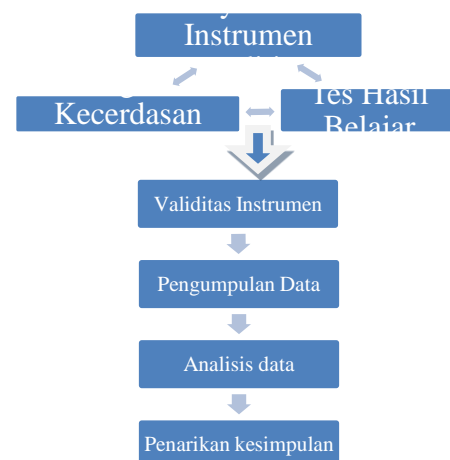 Instrumen
Kecerdasan
Tes Hasil
Belajar
Validitas Instrumen
Pengumpulan Data
Analisis data
Penarikan kesimpulan